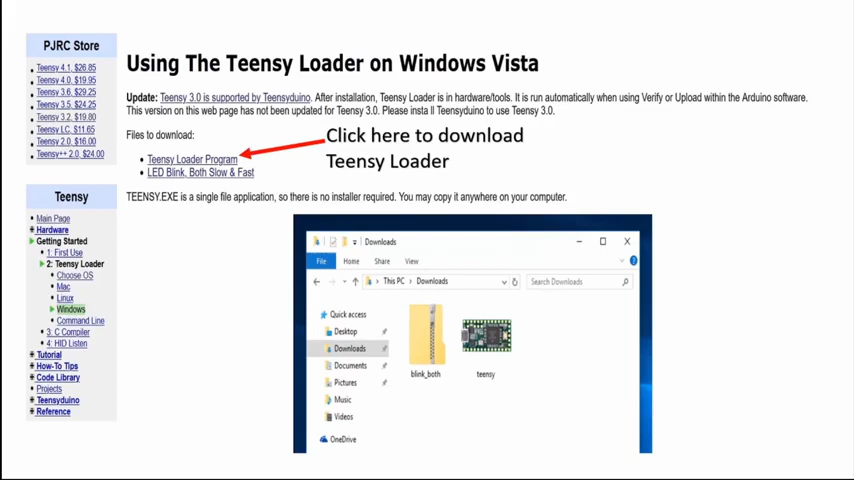 PJRC Store
Teensy 4.1, $26.85
Teensy 4.0, $19.95
Teensy 3.6, $29.25
Teensy 3.5, $24.25
Teensy 3.2, $19.80
Teensy LC, $11.65
Teensy 2.0, $16.00
Teensy++ 2.0, $24.00
Teensy
Main Page
Hardware
Getting Started
1: First Use
2: Teensy Loader
Choose OS
Mac
Linux
Windows
Command Line
3: C Compiler
4: HID Listen
Tutorial
How-To Tips
Code Library
Projects
Teensyduino
Reference
Using The Teensy Loader on Windows Vista
Update: Teensy 3.0 is supported by Teensyduino. After installation, Teensy Loader is in hardware/tools. It is run automatically when using Verify or Upload within the Arduino software.
This version on this web page has not been updated for Teensy 3.0. Please insta ll Teensyduino to use Teensy 3.0.
Files to download:
Teensy Loader Program
LED Blink, Both Slow & Fast
Click here to download
Teensy Loader
TEENSY.EXE is a single file application, so there is no installer required. You may copy it anywhere on your computer.
Downloads
File Home Share View
This PC Downloads Search Downloads
Quick access
Desktop
Downloads
Documents
Pictures
Music
Videos
OneDrive
blink_both teensy